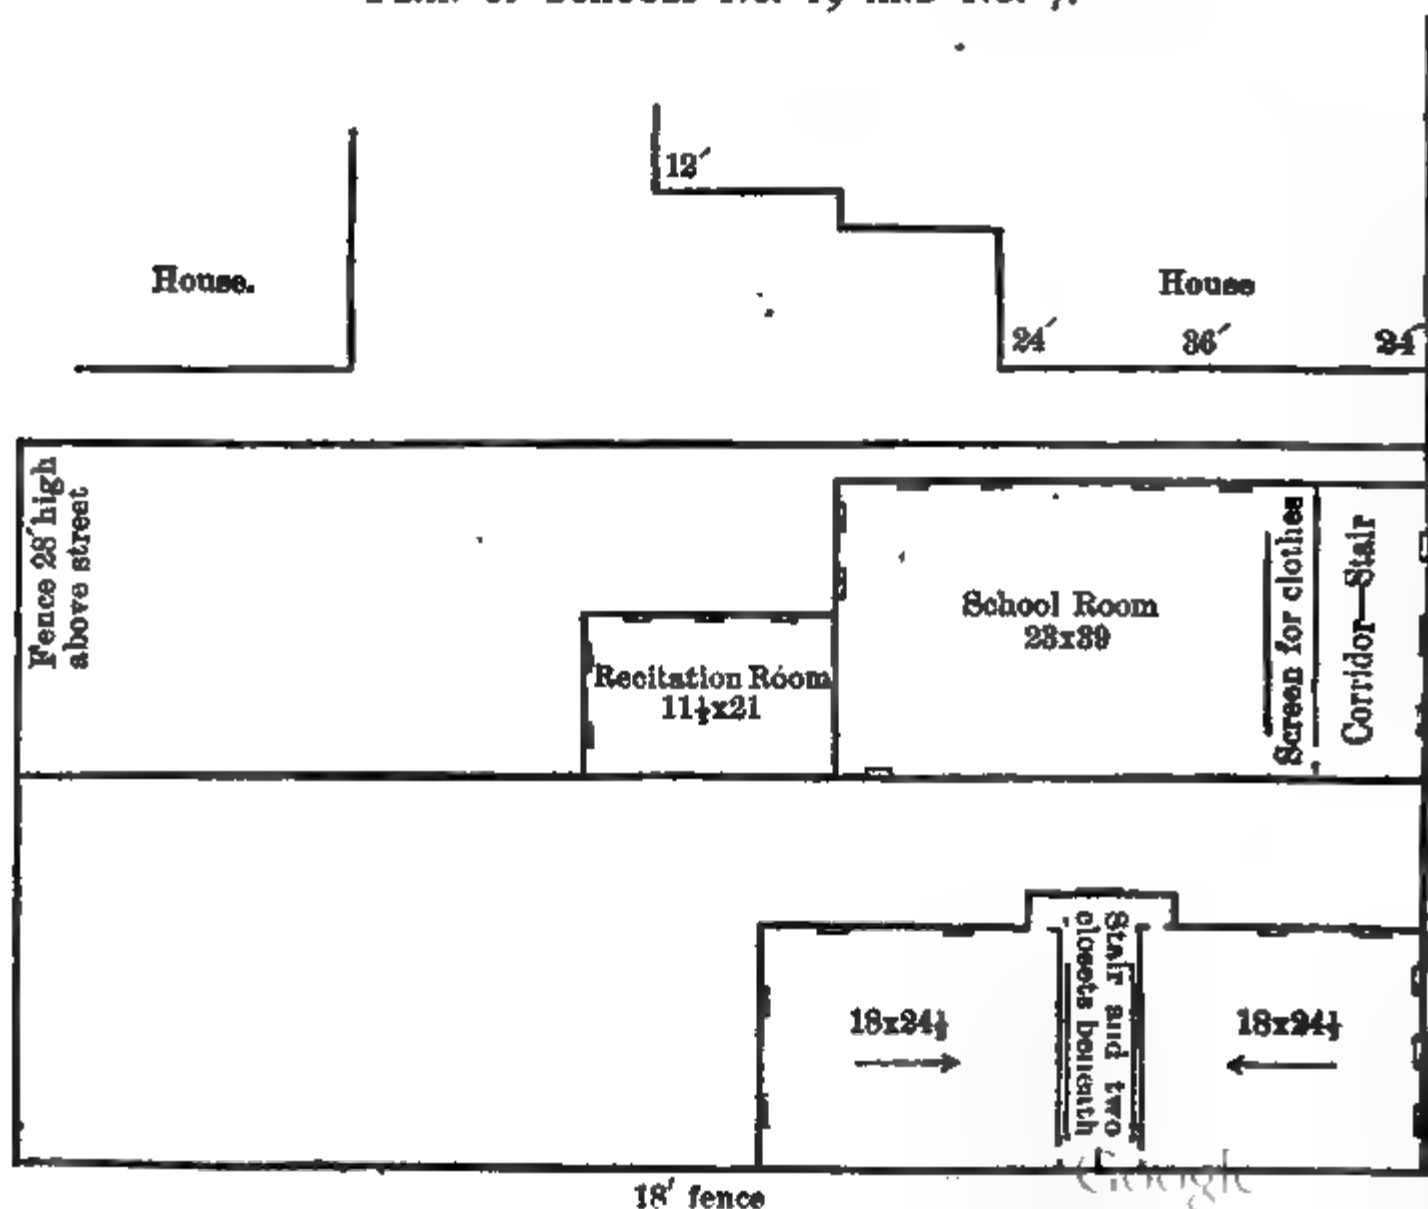 12′
House.
House
24′ 36′ 24′
Fence 28′ high
above street
School Room
23x39
Screen for clothes
Corridor—Stair
Recitation Room
11½x21
18x24½
Stair and two
closets beneath
18x24½
18′ fence
Google